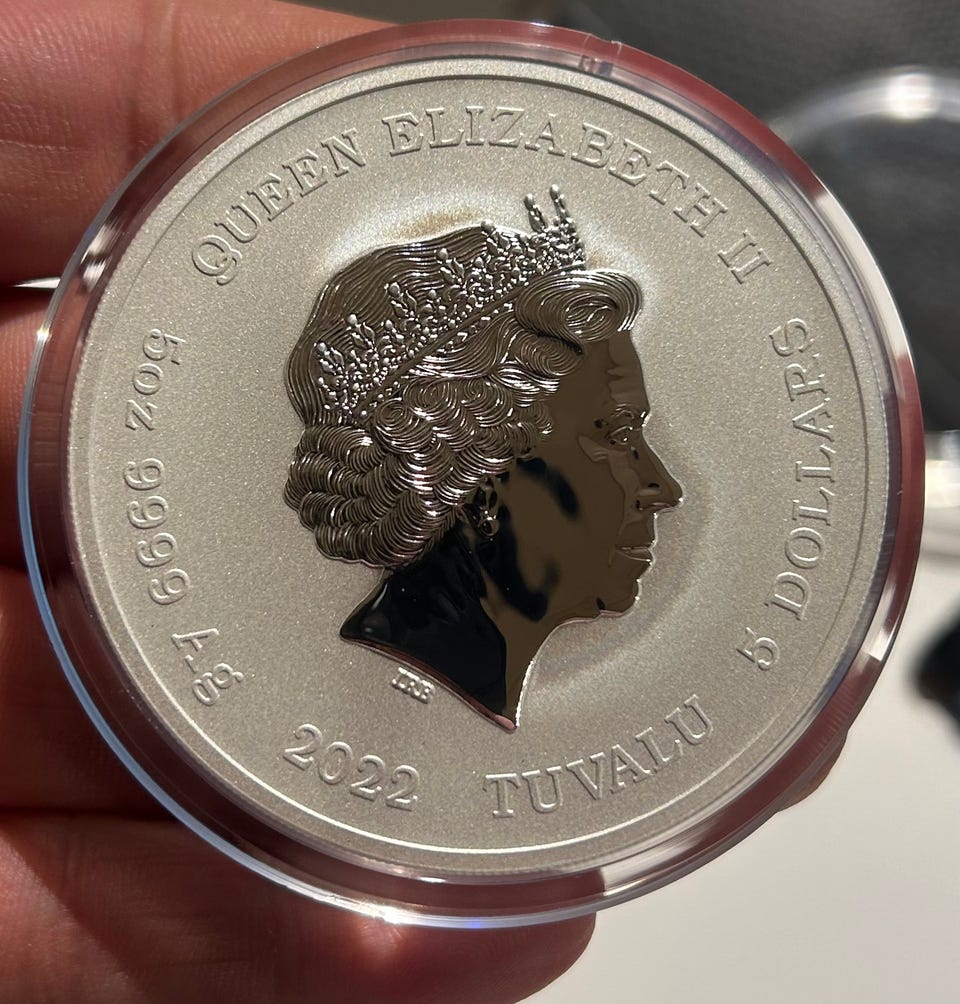 QUEEN ELIZABETH II
5 DOLLARS
TUVALU
2022
5oz 9999 Ag
IRB